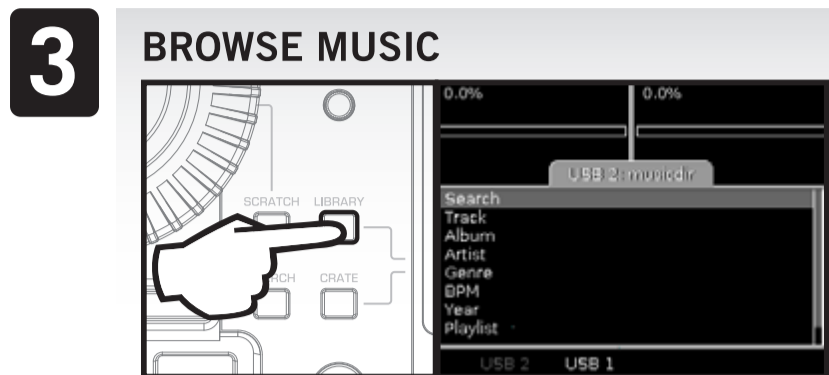 3
BROWSE MUSIC
SCRATCH LIBRARY
CRATE
0.0% 0.0%
USB 2: musicdir
Search
Track
Album
Artist
Genre
BPM
Year
Playlist
USB 2 USB 1